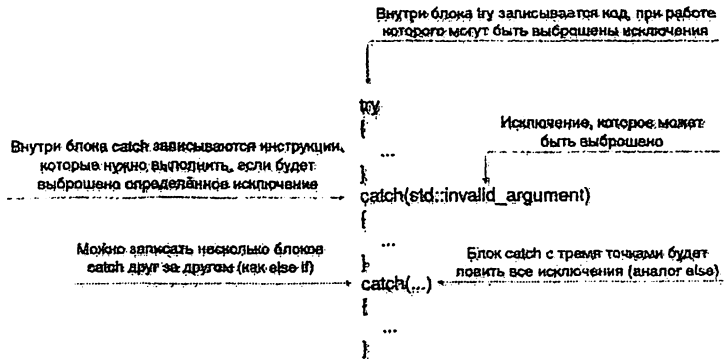 Внутри блока try записывается код, при работе
которого могут быть выброшены исключения
try
{
Исключение, которое может
быть выброшено
...
}
Внутри блока catch записываются инструкции,
которые нужно выполнить, если будет
выброшено определённое исключение
catch(std::invalid_argument)
{
...
}
Можно записать несколько блоков
catch друг за другом (как else if)
Блок catch с тремя точками будет
ловить все исключения (аналог else)
catch(...)
{
...
}